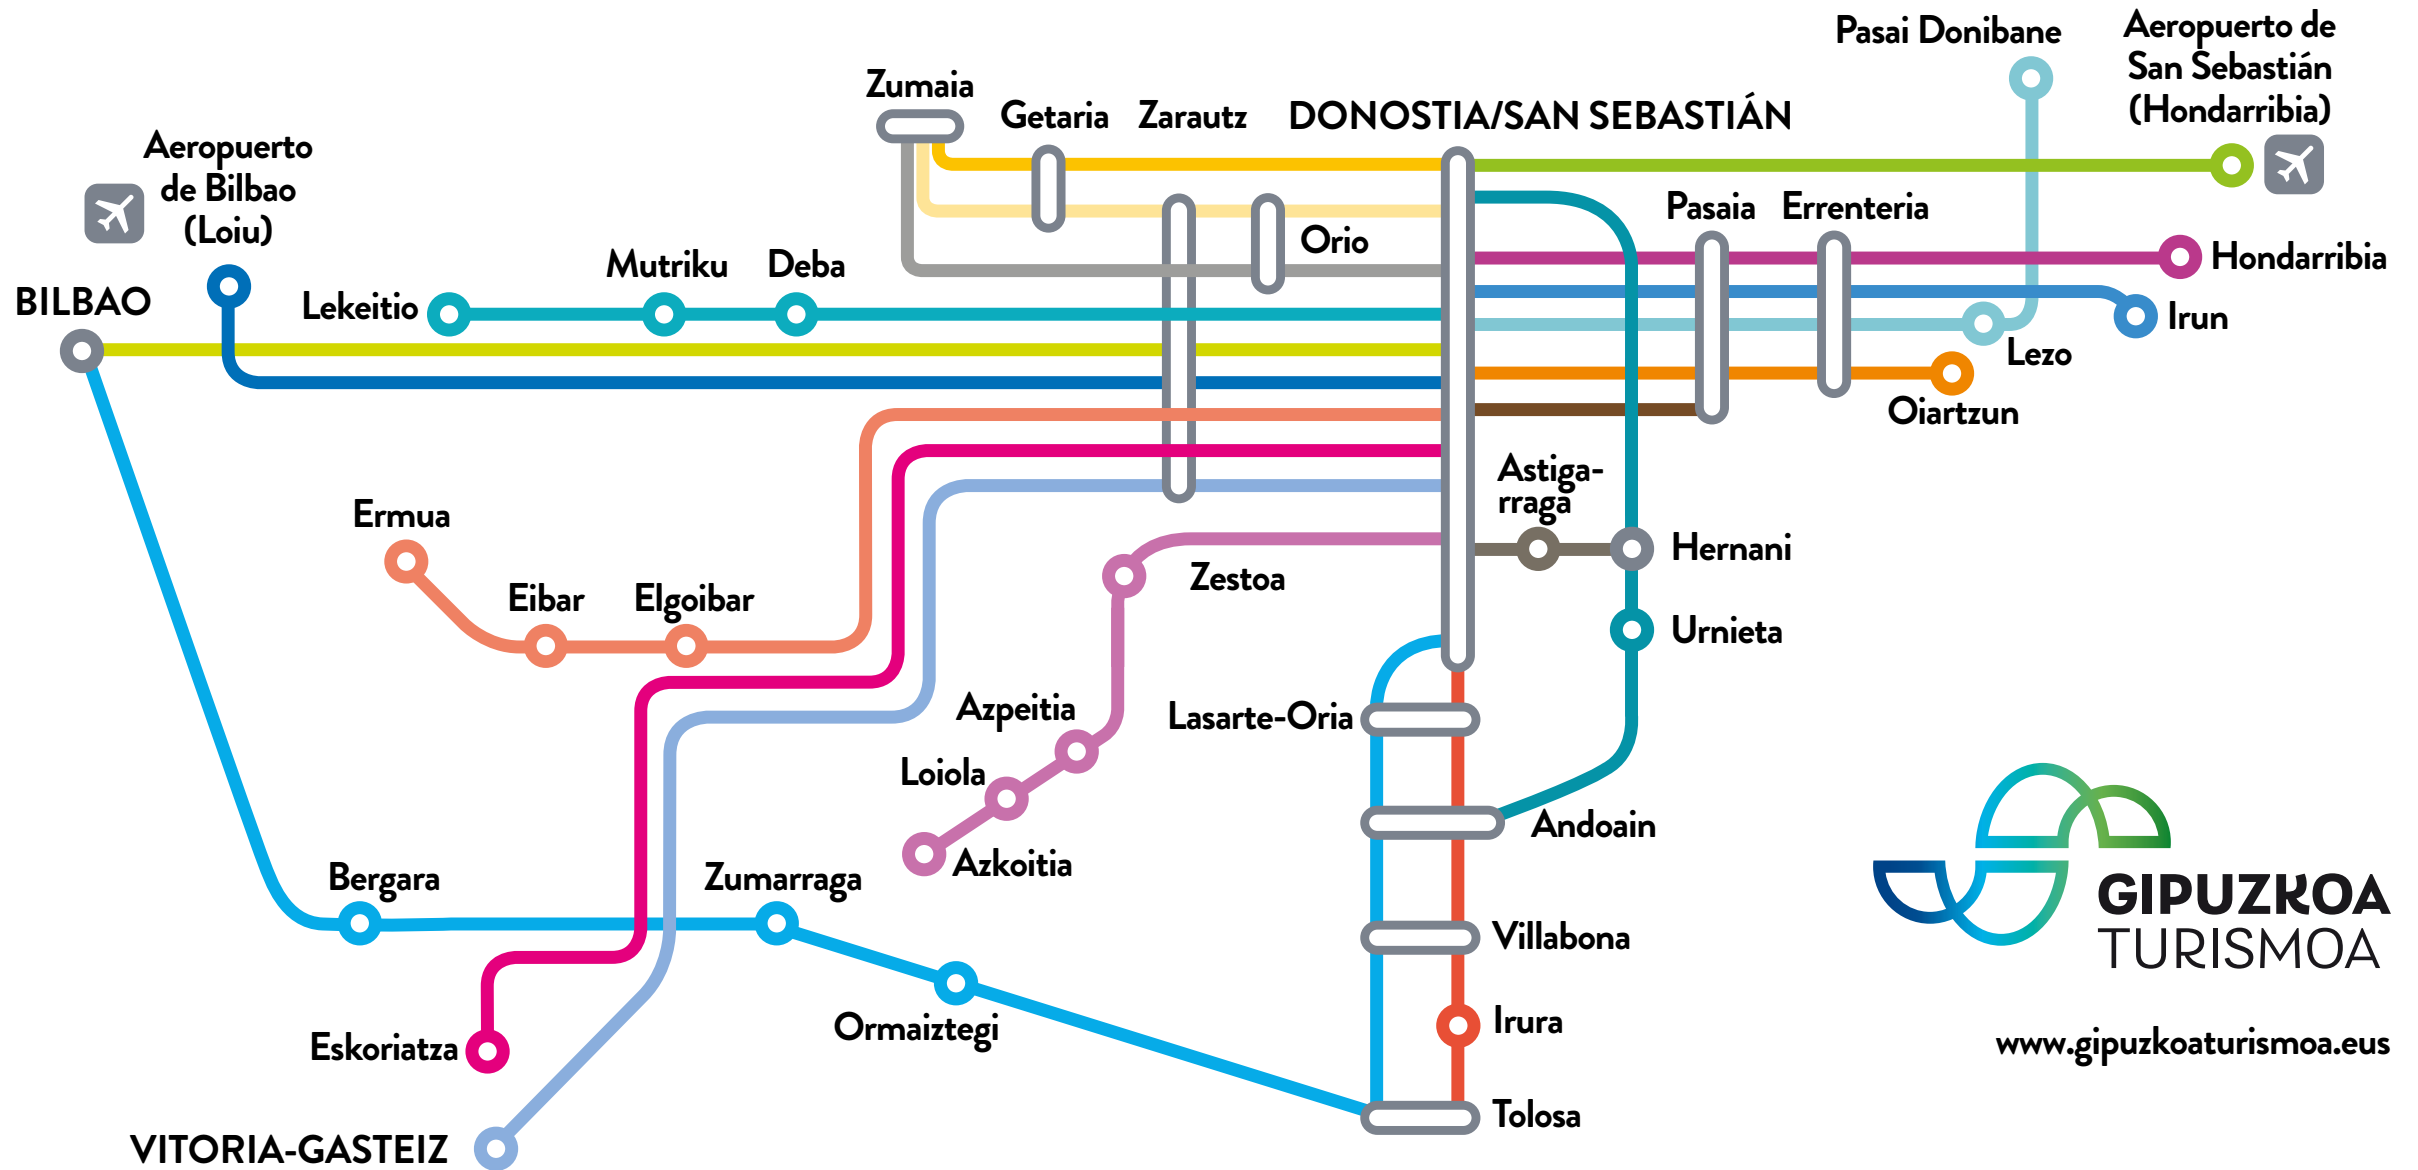 Pasai Donibane
Aeropuerto de
San Sebastián
(Hondarribia)
Zumaia
Getaria
Zarautz
DONOSTIA/SAN SEBASTIÁN
Aeropuerto
de Bilbao
(Loiu)
Pasaia
Errenteria
Orio
Hondarribia
Mutriku
Deba
BILBAO
Lekeitio
Irun
Lezo
Oiartzun
Astiga-
rraga
Ermua
Hernani
Zestoa
Eibar
Elgoibar
Urnieta
Azpeitia
Lasarte-Oria
Loiola
Andoain
Azkoitia
Bergara
Zumarraga
GIPUZKOA
TURISMOA
Villabona
Ormaiztegi
Irura
Eskoriatza
www.gipuzkoaturismoa.eus
Tolosa
VITORIA-GASTEIZ